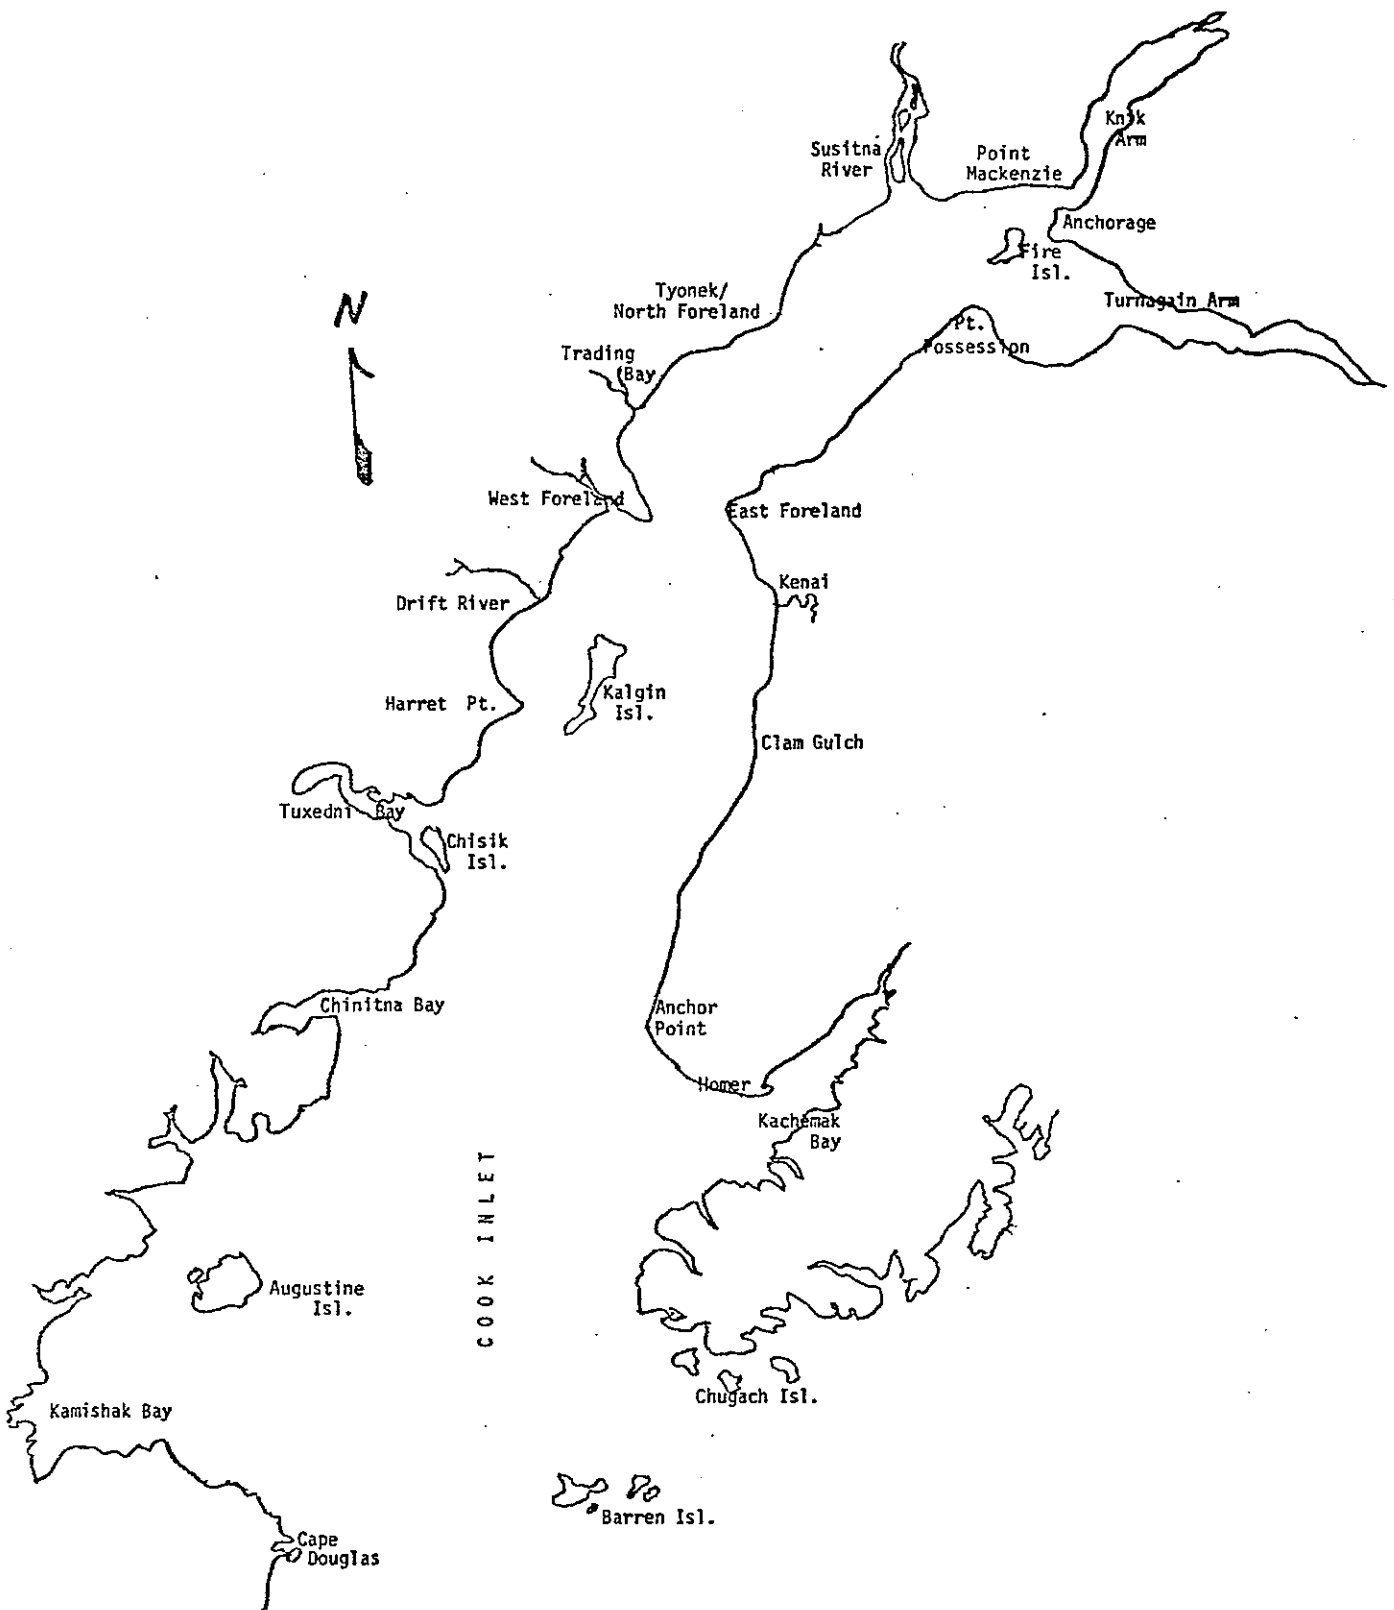 Knik
Arm
Susitna
River
Point
Mackenzie
Anchorage
Fire
Isl.
Tyonek/
North Foreland
Turnagain Arm
N
Pt.
Possession
Trading
Bay
West Foreland
East Foreland
Kenai
Drift River
Kalgin
Isl.
Harret Pt.
Clam Gulch
Tuxedni Bay
Chisik
Isl.
Chinitna Bay
Anchor
Point
Homer
Kachemak
Bay
COOK INLET
Augustine
Isl.
Chugach Isl.
Kamishak Bay
Barren Isl.
Cape
Douglas